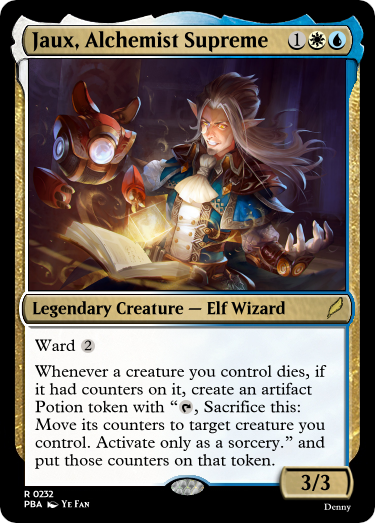 Jaux, Alchemist Supreme 1
Legendary Creature — Elf Wizard
Ward 2
Whenever a creature you control dies, if
it had counters on it, create an artifact
Potion token with “, Sacrifice this:
Move its counters to target creature you
control. Activate only as a sorcery.” and
put those counters on that token.
3/3
R 0232
PBA Ye Fan
Denny